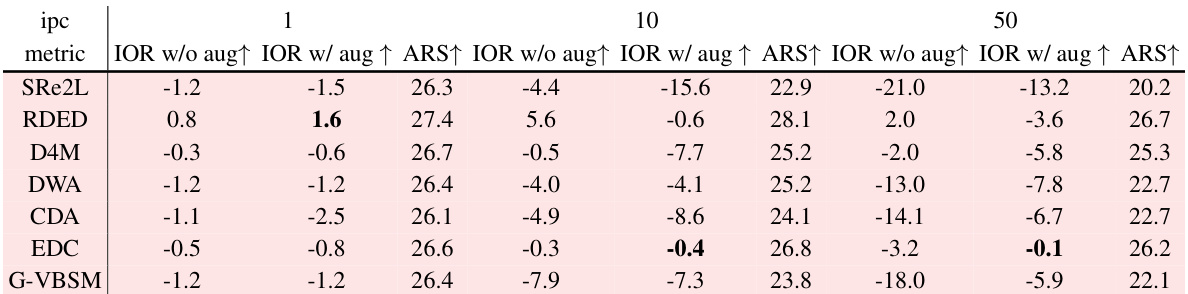 ipc 1 10 50
metric IOR w/o aug↑ IOR w/ aug ↑ ARS↑ IOR w/o aug↑ IOR w/ aug ↑ ARS↑ IOR w/o aug↑ IOR w/ aug ↑ ARS↑
SRe2L -1.2 -1.5 26.3 -4.4 -15.6 22.9 -21.0 -13.2 20.2
RDED 0.8 1.6 27.4 5.6 -0.6 28.1 2.0 -3.6 26.7
D4M -0.3 -0.6 26.7 -0.5 -7.7 25.2 -2.0 -5.8 25.3
DWA -1.2 -1.2 26.4 -4.0 -4.1 25.2 -13.0 -7.8 22.7
CDA -1.1 -2.5 26.1 -4.9 -8.6 24.1 -14.1 -6.7 22.7
EDC -0.5 -0.8 26.6 -0.3 -0.4 26.8 -3.2 -0.1 26.2
G-VBSM -1.2 -1.2 26.4 -7.9 -7.3 23.8 -18.0 -5.9 22.1